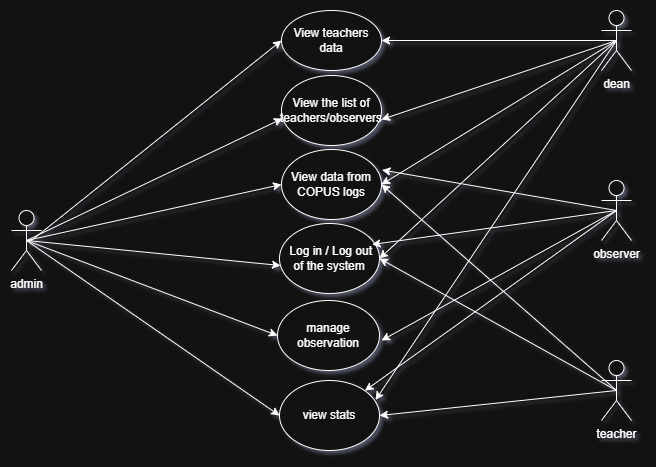 View teachers
data
dean
View the list of
teachers/observers
View data from
COPUS logs
admin
Log in / Log out
of the system
observer
manage
observation
view stats
teacher